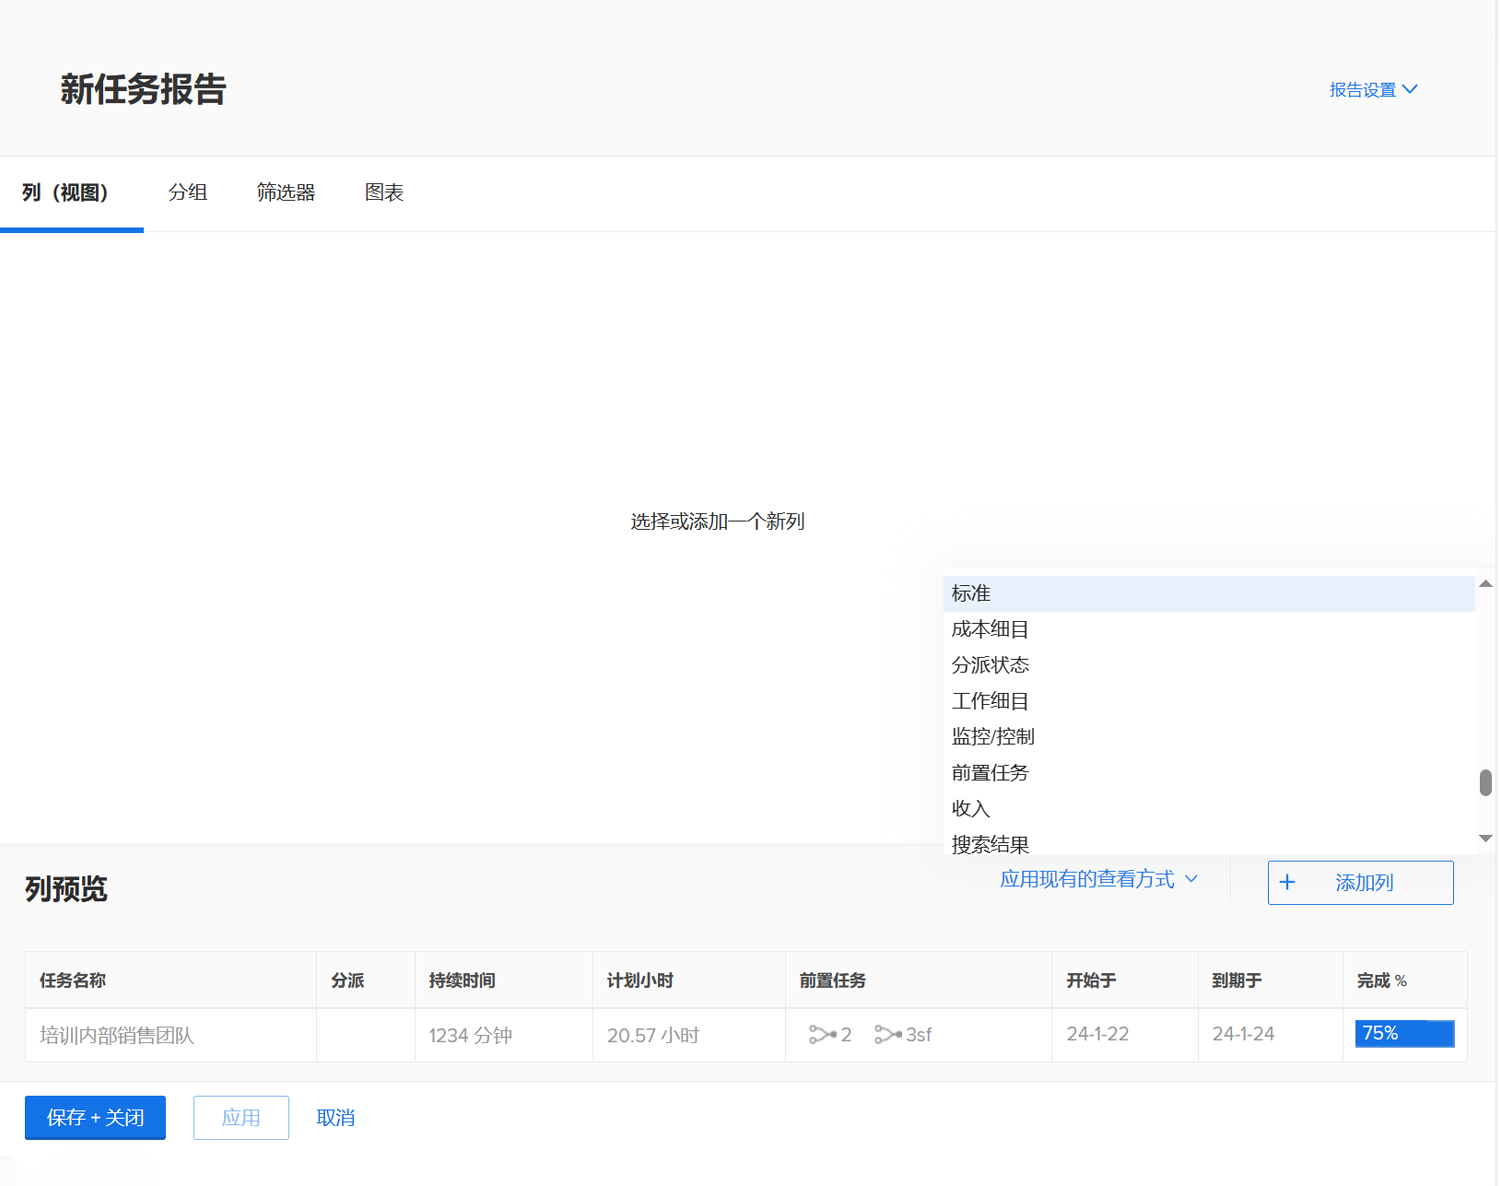 新任务报告
报告设置
列（视图）
分组
筛选器
图表
选择或添加一个新列
标准
成本细目
分派状态
工作细目
监控/控制
前置任务
收入
搜索结果
列预览
应用现有的查看方式
+ 添加列
任务名称 分派 持续时间 计划小时 前置任务 开始于 到期于 完成 %
培训内部销售团队 1234 分钟 20.57 小时 2 3sf 24-1-22 24-1-24 75%
保存 + 关闭
应用
取消